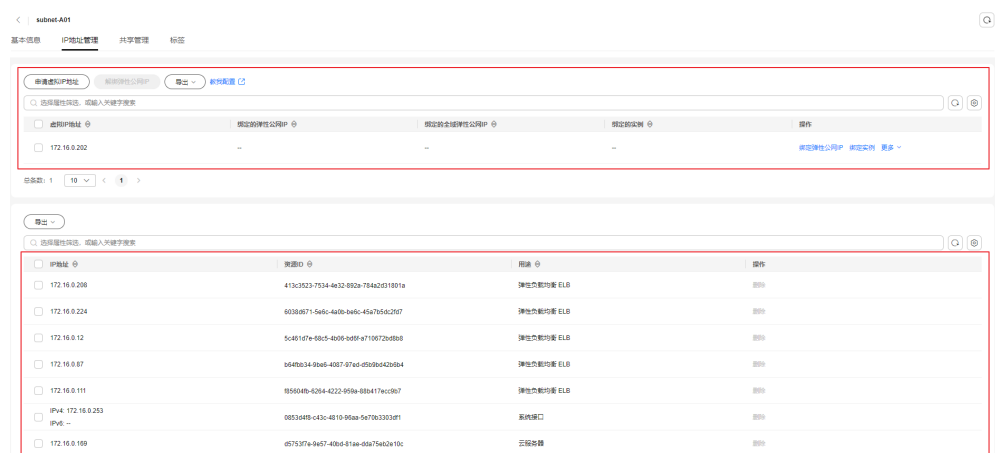 subnet-A01
基本信息 IP地址管理 共享管理 标签
申请虚拟IP地址 解绑弹性公网IP 导出 教我配置
选择属性筛选，或输入关键字搜索
虚拟IP地址 绑定的弹性公网IP 绑定的全域弹性公网IP 绑定的实例 操作
172.16.0.202 -- -- -- 绑定弹性公网IP 绑定实例 更多
总条数: 1 10 1
导出
选择属性筛选，或输入关键字搜索
IP地址 资源ID 用途 操作
172.16.0.208 413c3523-7534-4e32-892a-784a2d31801a 弹性负载均衡 ELB 删除
172.16.0.224 6038d671-5e6c-4a0b-be6c-45a7b5dc2fd7 弹性负载均衡 ELB 删除
172.16.0.12 5c461d7e-68c5-4b06-bd6f-a710672bd8b8 弹性负载均衡 ELB 删除
172.16.0.87 b64fbb34-9be6-4087-97ed-d5b9bd42b6b4 弹性负载均衡 ELB 删除
172.16.0.111 f85604fb-6264-4222-959a-88b417ecc9b7 弹性负载均衡 ELB 删除
IPv4: 172.16.0.253
IPv6: --
0853d4f8-c43c-4810-96aa-5e70b3303df1 系统接口 删除
172.16.0.169 d5753f7e-9e57-40bd-81ae-dda75eb2e10c 云服务器 删除